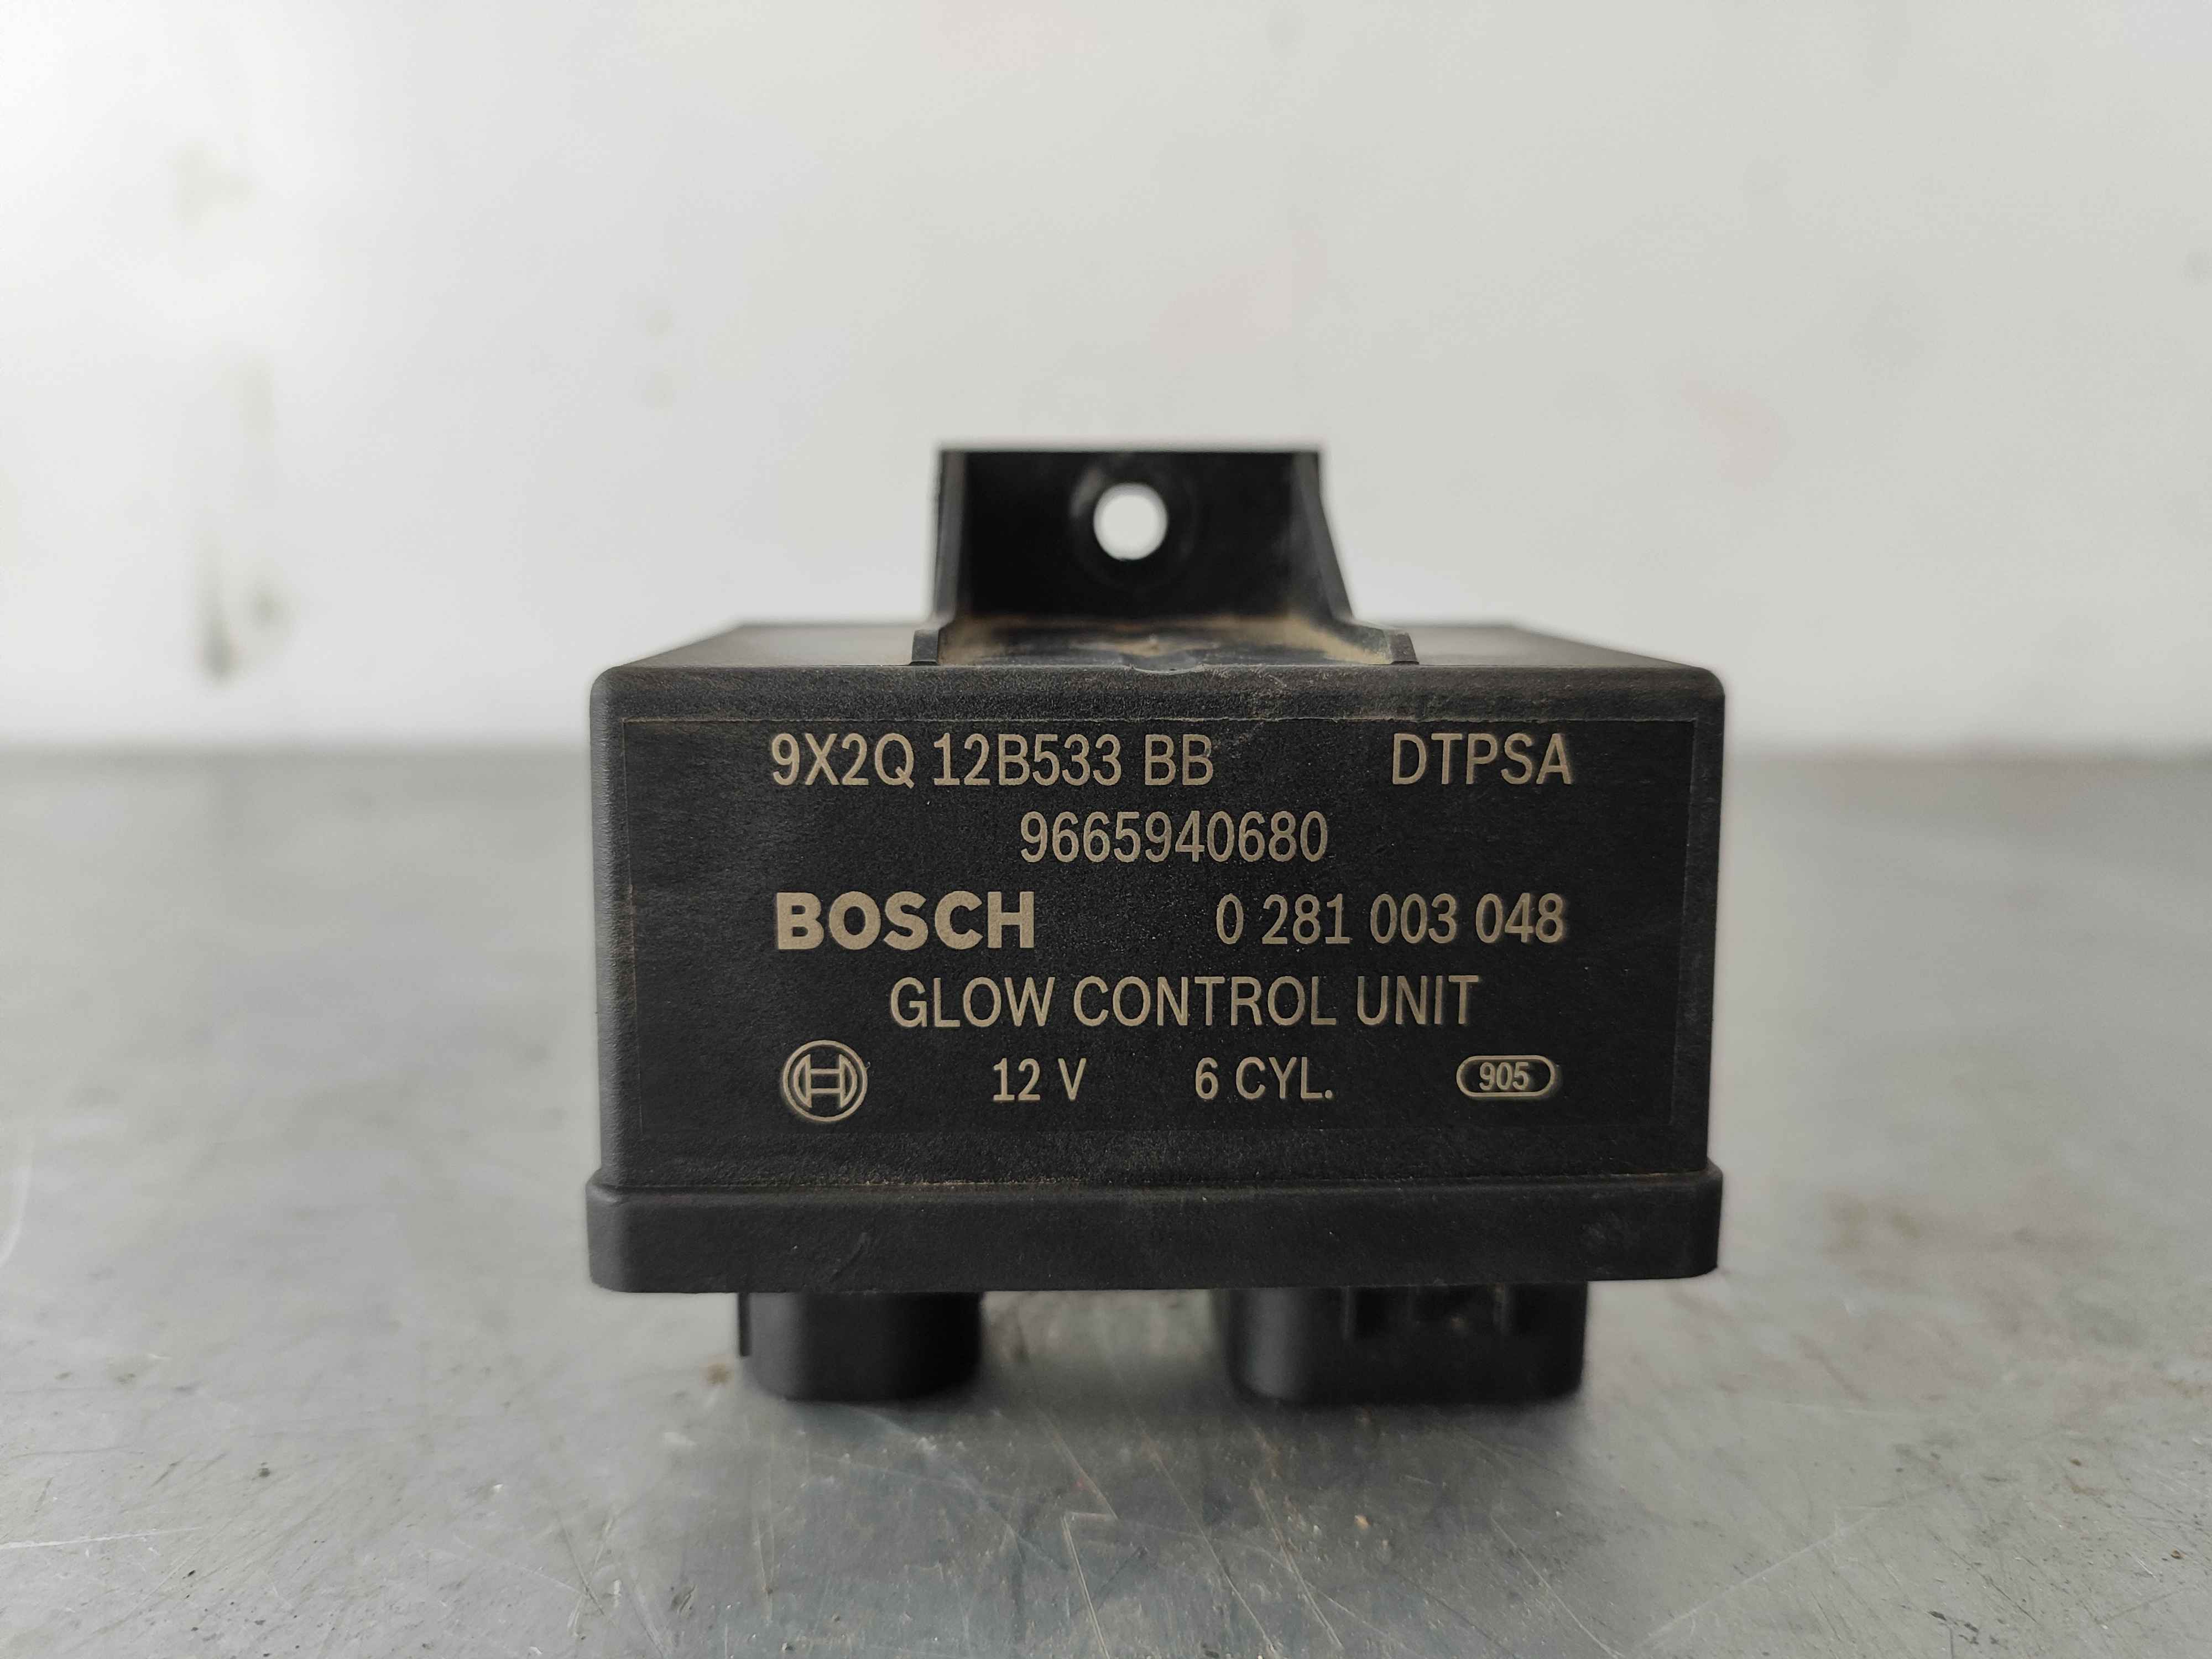 9X2Q 12B533 BB DTPSA
9665940680
BOSCH 0 281 003 048
GLOW CONTROL UNIT
12 V 6 CYL. 905